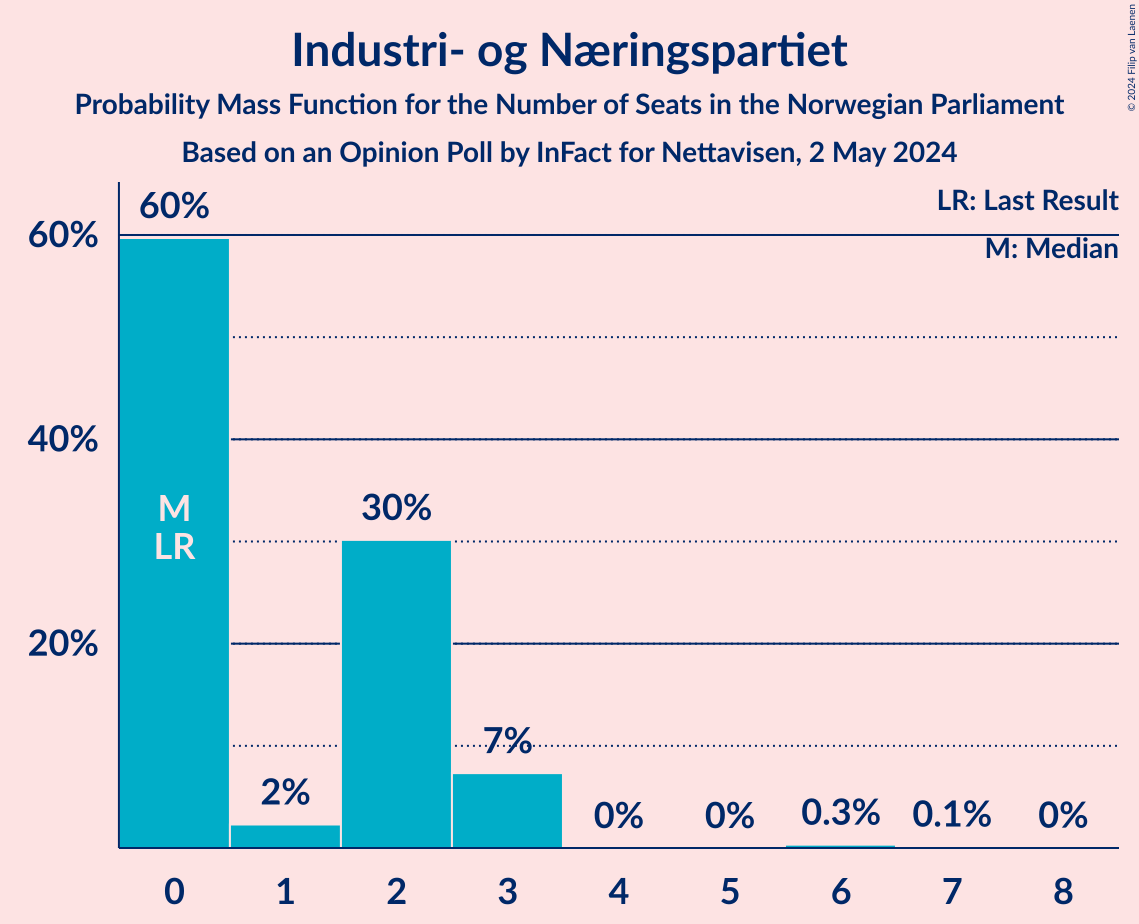 Industri- og Næringspartiet
Probability Mass Function for the Number of Seats in the Norwegian Parliament
Based on an Opinion Poll by InFact for Nettavisen, 2 May 2024
© 2024 Filip van Laenen
LR: Last Result
M: Median
60%
40%
20%
60%
2%
30%
7%
0%
0%
0.3%
0.1%
0%
M
LR
0
1
2
3
4
5
6
7
8